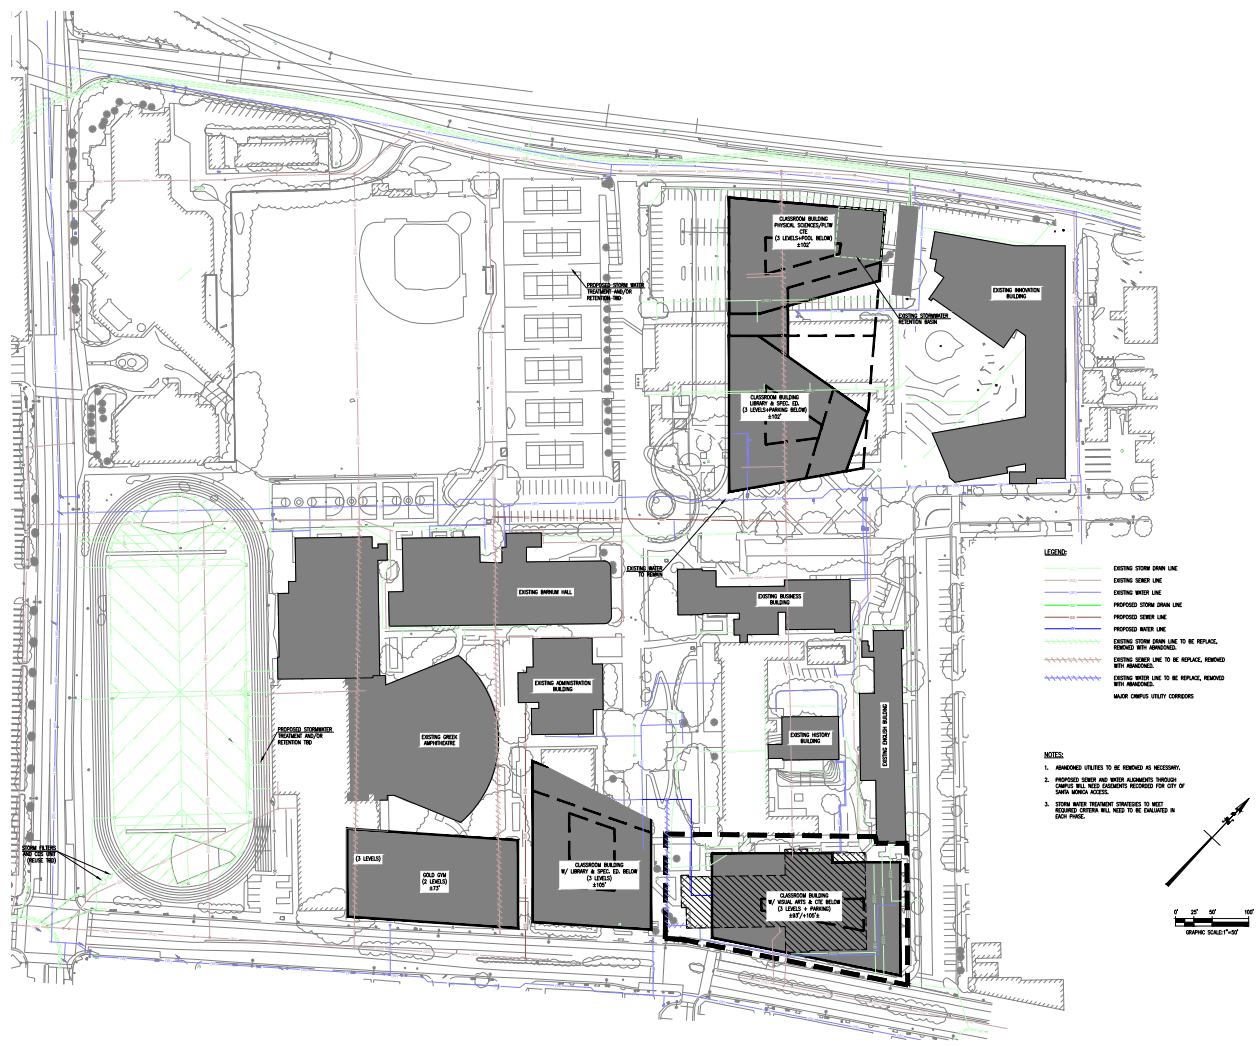 CLASSROOM BUILDING
PHYSICAL SCIENCES/PLTW
CTE
(3 LEVELS+POOL BELOW)
±102'
EXISTING INNOVATION
BUILDING
PROPOSED STORM WATER
TREATMENT AND/OR
RETENTION TBD
EXISTING STORMWATER
RETENTION BASIN
CLASSROOM BUILDING
LIBRARY & SPEC. ED.
(3 LEVELS+PARKING BELOW)
±102'
EXISTING WATER
TO REMAIN
EXISTING BARNUM HALL
EXISTING BUSINESS
BUILDING
EXISTING ADMINISTRATION
BUILDING
EXISTING GREEK
AMPHITHEATRE
EXISTING HISTORY
BUILDING
EXISTING ENGLISH BUILDING
PROPOSED STORMWATER
TREATMENT AND/OR
RETENTION TBD
STORM FILTERS
AND CDS UNIT
(REUSE TBD)
(3 LEVELS)
GOLD GYM
(2 LEVELS)
±73'
CLASSROOM BUILDING
W/ LIBRARY & SPEC. ED. BELOW
(3 LEVELS)
±105'
CLASSROOM BUILDING
W/ VISUAL ARTS & CTE BELOW
(3 LEVELS + PARKING)
±93'/+105'±
LEGEND:
EXISTING STORM DRAIN LINE
EXISTING SEWER LINE
EXISTING WATER LINE
PROPOSED STORM DRAIN LINE
PROPOSED SEWER LINE
PROPOSED WATER LINE
EXISTING STORM DRAIN LINE TO BE REPLACE,
REMOVED WITH ABANDONED.
EXISTING SEWER LINE TO BE REPLACE, REMOVED
WITH ABANDONED.
EXISTING WATER LINE TO BE REPLACE, REMOVED
WITH ABANDONED.
MAJOR CAMPUS UTILITY CORRIDORS
NOTES:
1. ABANDONED UTILITIES TO BE REMOVED AS NECESSARY.
2. PROPOSED SEWER AND WATER ALIGNMENTS THROUGH
CAMPUS WILL NEED EASEMENTS RECORDED FOR CITY OF
SANTA MONICA ACCESS.
3. STORM WATER TREATMENT STRATEGIES TO MEET
REQUIRED CRITERIA WILL NEED TO BE EVALUATED IN
EACH PHASE.
0' 25' 50' 100'
GRAPHIC SCALE:1"=50'